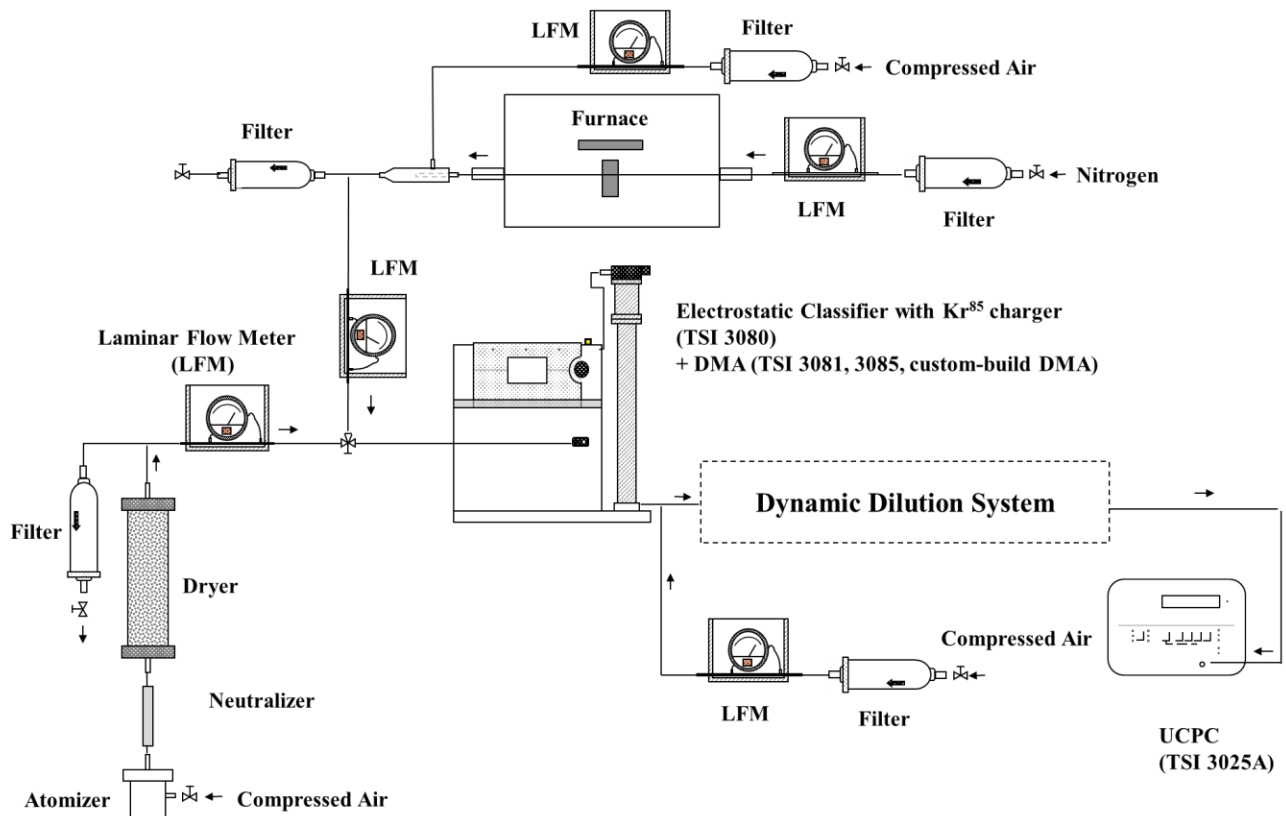 LFM
Filter
Compressed Air
Furnace
Filter
Nitrogen
LFM
Filter
LFM
Electrostatic Classifier with Kr⁸⁵ charger
(TSI 3080)
+ DMA (TSI 3081, 3085, custom-build DMA)
Laminar Flow Meter
(LFM)
Dynamic Dilution System
Filter
Dryer
Compressed Air
Neutralizer
LFM
Filter
UCPC
(TSI 3025A)
Atomizer
Compressed Air